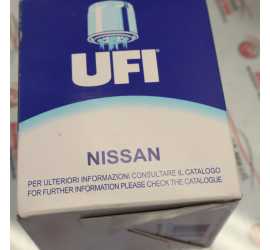 UFI
NISSAN
PER ULTERIORI INFORMAZIONI CONSULTARE IL CATALOGO
FOR FURTHER INFORMATION PLEASE CHECK THE CATALOGUE